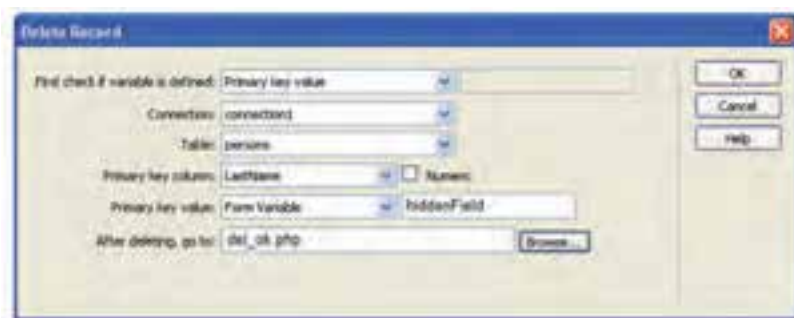 Delete Record
First check if variable is defined: Primary key value
OK
Connection: connection1
Cancel
Table: persons
Help
Primary key column: LastName Numeric
Primary key value: Form Variable hiddenField
After deleting, go to: del_ok.php Browse...